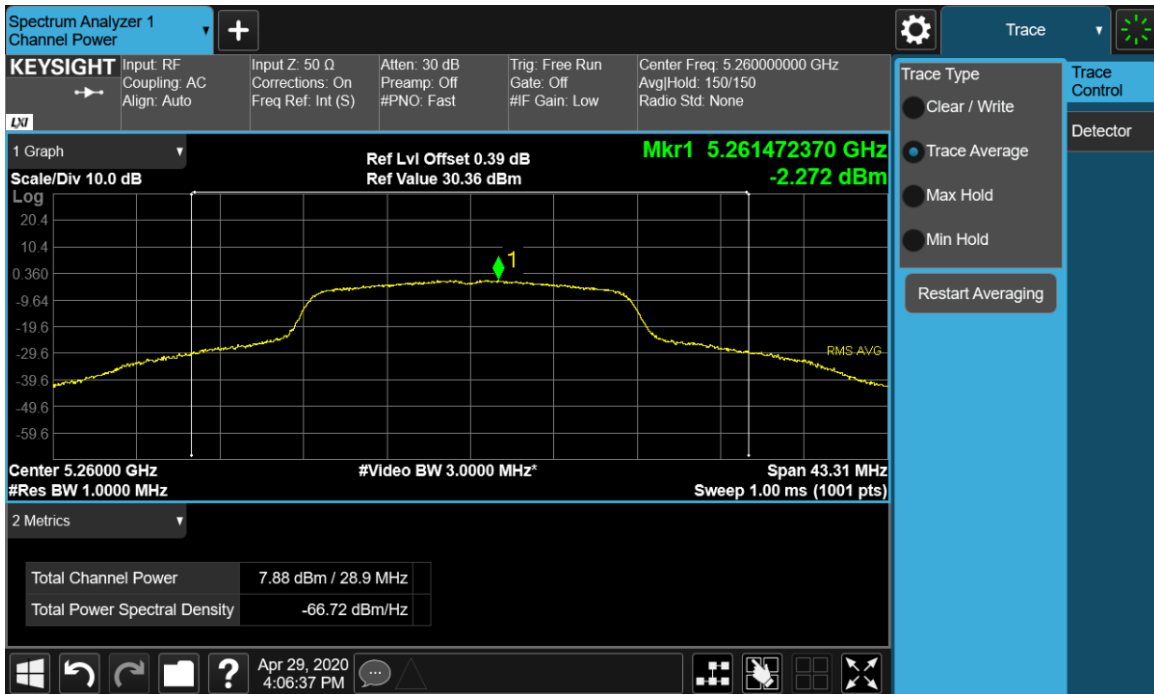 Spectrum Analyzer 1
Channel Power
+
Trace
KEYSIGHT
LXI
Input: RF
Coupling: AC
Align: Auto
Input Z: 50 Ω
Corrections: On
Freq Ref: Int (S)
Atten: 30 dB
Preamp: Off
#PNO: Fast
Trig: Free Run
Gate: Off
#IF Gain: Low
Center Freq: 5.260000000 GHz
Avg|Hold: 150/150
Radio Std: None
Trace Type
Clear / Write
Trace Average
Max Hold
Min Hold
Restart Averaging
Trace
Control
Detector
1 Graph
Scale/Div 10.0 dB
Ref Lvl Offset 0.39 dB
Ref Value 30.36 dBm
Mkr1 5.261472370 GHz
-2.272 dBm
Log
20.4
10.4
0.360
-9.64
-19.6
-29.6
-39.6
-49.6
-59.6
1
RMS AVG
Center 5.26000 GHz
#Res BW 1.0000 MHz
#Video BW 3.0000 MHz*
Span 43.31 MHz
Sweep 1.00 ms (1001 pts)
2 Metrics
Total Channel Power 7.88 dBm / 28.9 MHz
Total Power Spectral Density -66.72 dBm/Hz
?
Apr 29, 2020
4:06:37 PM